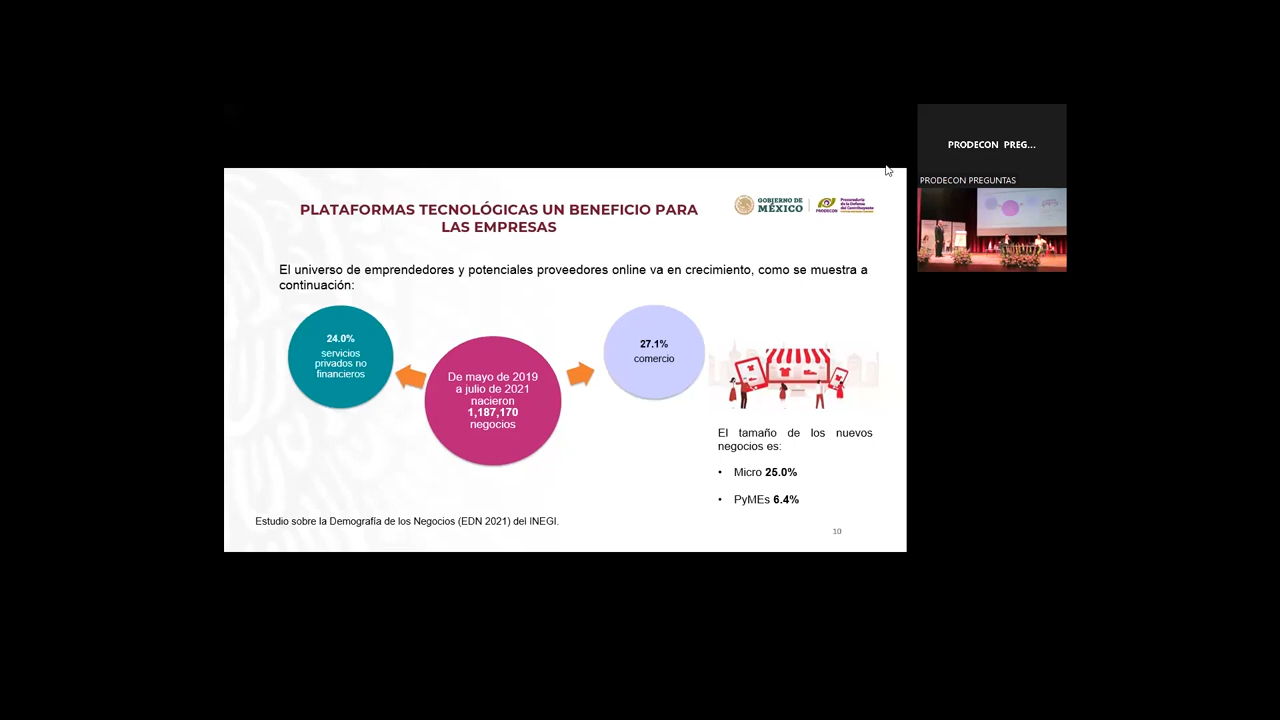 PLATAFORMAS TECNOLÓGICAS UN BENEFICIO PARA
LAS EMPRESAS
GOBIERNO DE
MÉXICO
PRODECON
Procuraduría
de la Defensa
del Contribuyente
El universo de emprendedores y potenciales proveedores online va en crecimiento, como se muestra a
continuación:
24.0%
servicios
privados no
financieros
De mayo de 2019
a julio de 2021
nacieron
1,187,170
negocios
27.1%
comercio
El tamaño de los nuevos
negocios es:
• Micro 25.0%
• PyMEs 6.4%
Estudio sobre la Demografía de los Negocios (EDN 2021) del INEGI.
10
PRODECON PREG...
PRODECON PREGUNTAS